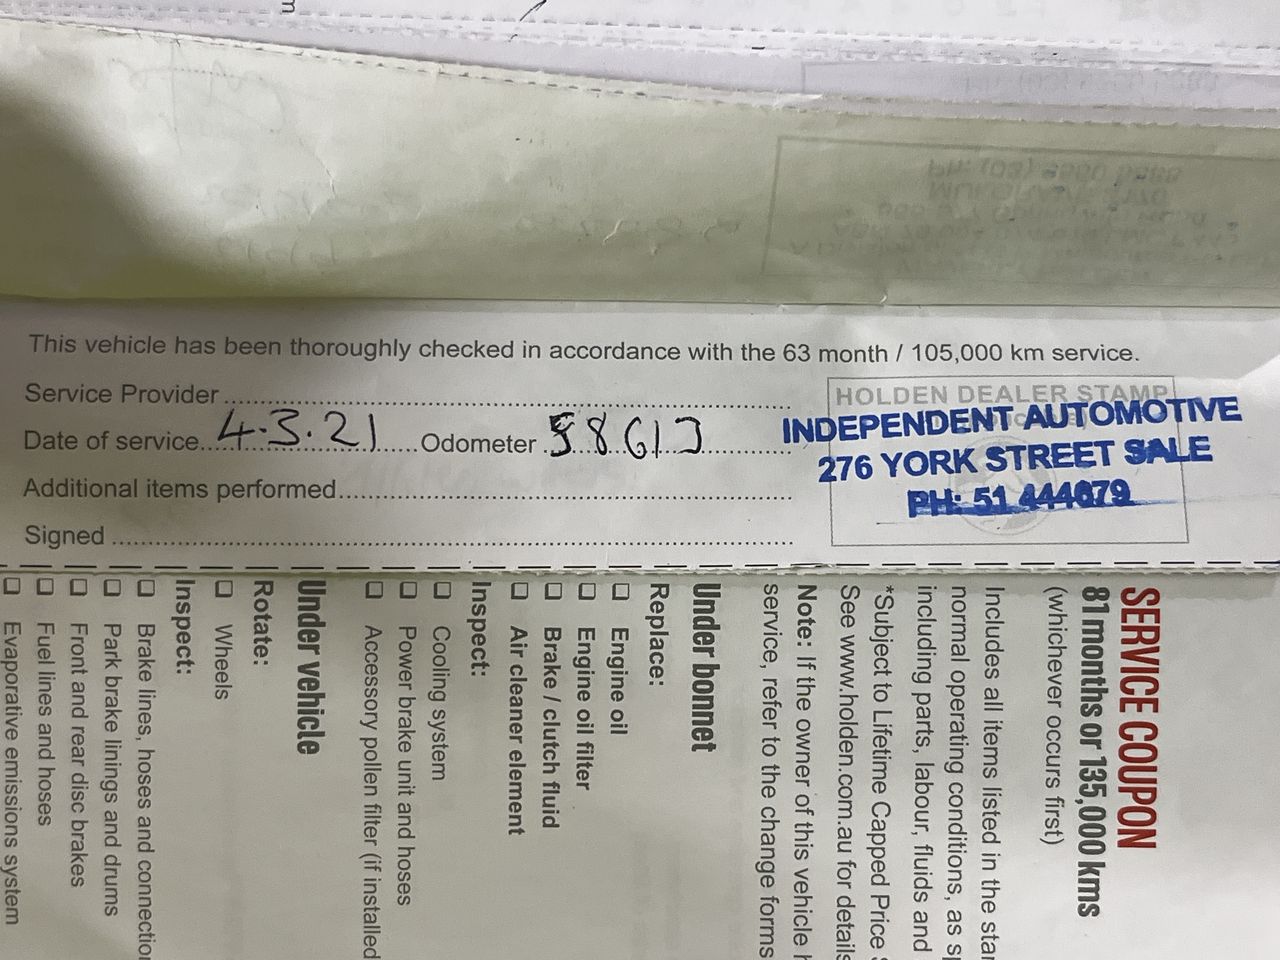 This vehicle has been thoroughly checked in accordance with the 63 month / 105,000 km service.
Service Provider
HOLDEN DEALER STAMP
INDEPENDENT AUTOMOTIVE
276 YORK STREET SALE
PH: 51 444679
Date of service 4.3.21 Odometer 58613
Additional items performed
Signed
SERVICE COUPON
81 months or 135,000 kms
(whichever occurs first)
Includes all items listed in the
normal operating conditions, as
including parts, labour, fluids and
*Subject to Lifetime Capped Price
See www.holden.com.au for details
Note: If the owner of this vehicle
service, refer to the change forms
Under bonnet
Replace:
☐ Engine oil
☐ Engine oil filter
☐ Brake / clutch fluid
☐ Air cleaner element
Inspect:
☐ Cooling system
☐ Power brake unit and hoses
☐ Accessory pollen filter (if installed
Under vehicle
Rotate:
☐ Wheels
Inspect:
☐ Brake lines, hoses and
☐ Park brake linings and drums
☐ Front and rear disc brakes
☐ Fuel lines and hoses
☐ Evaporative emissions system